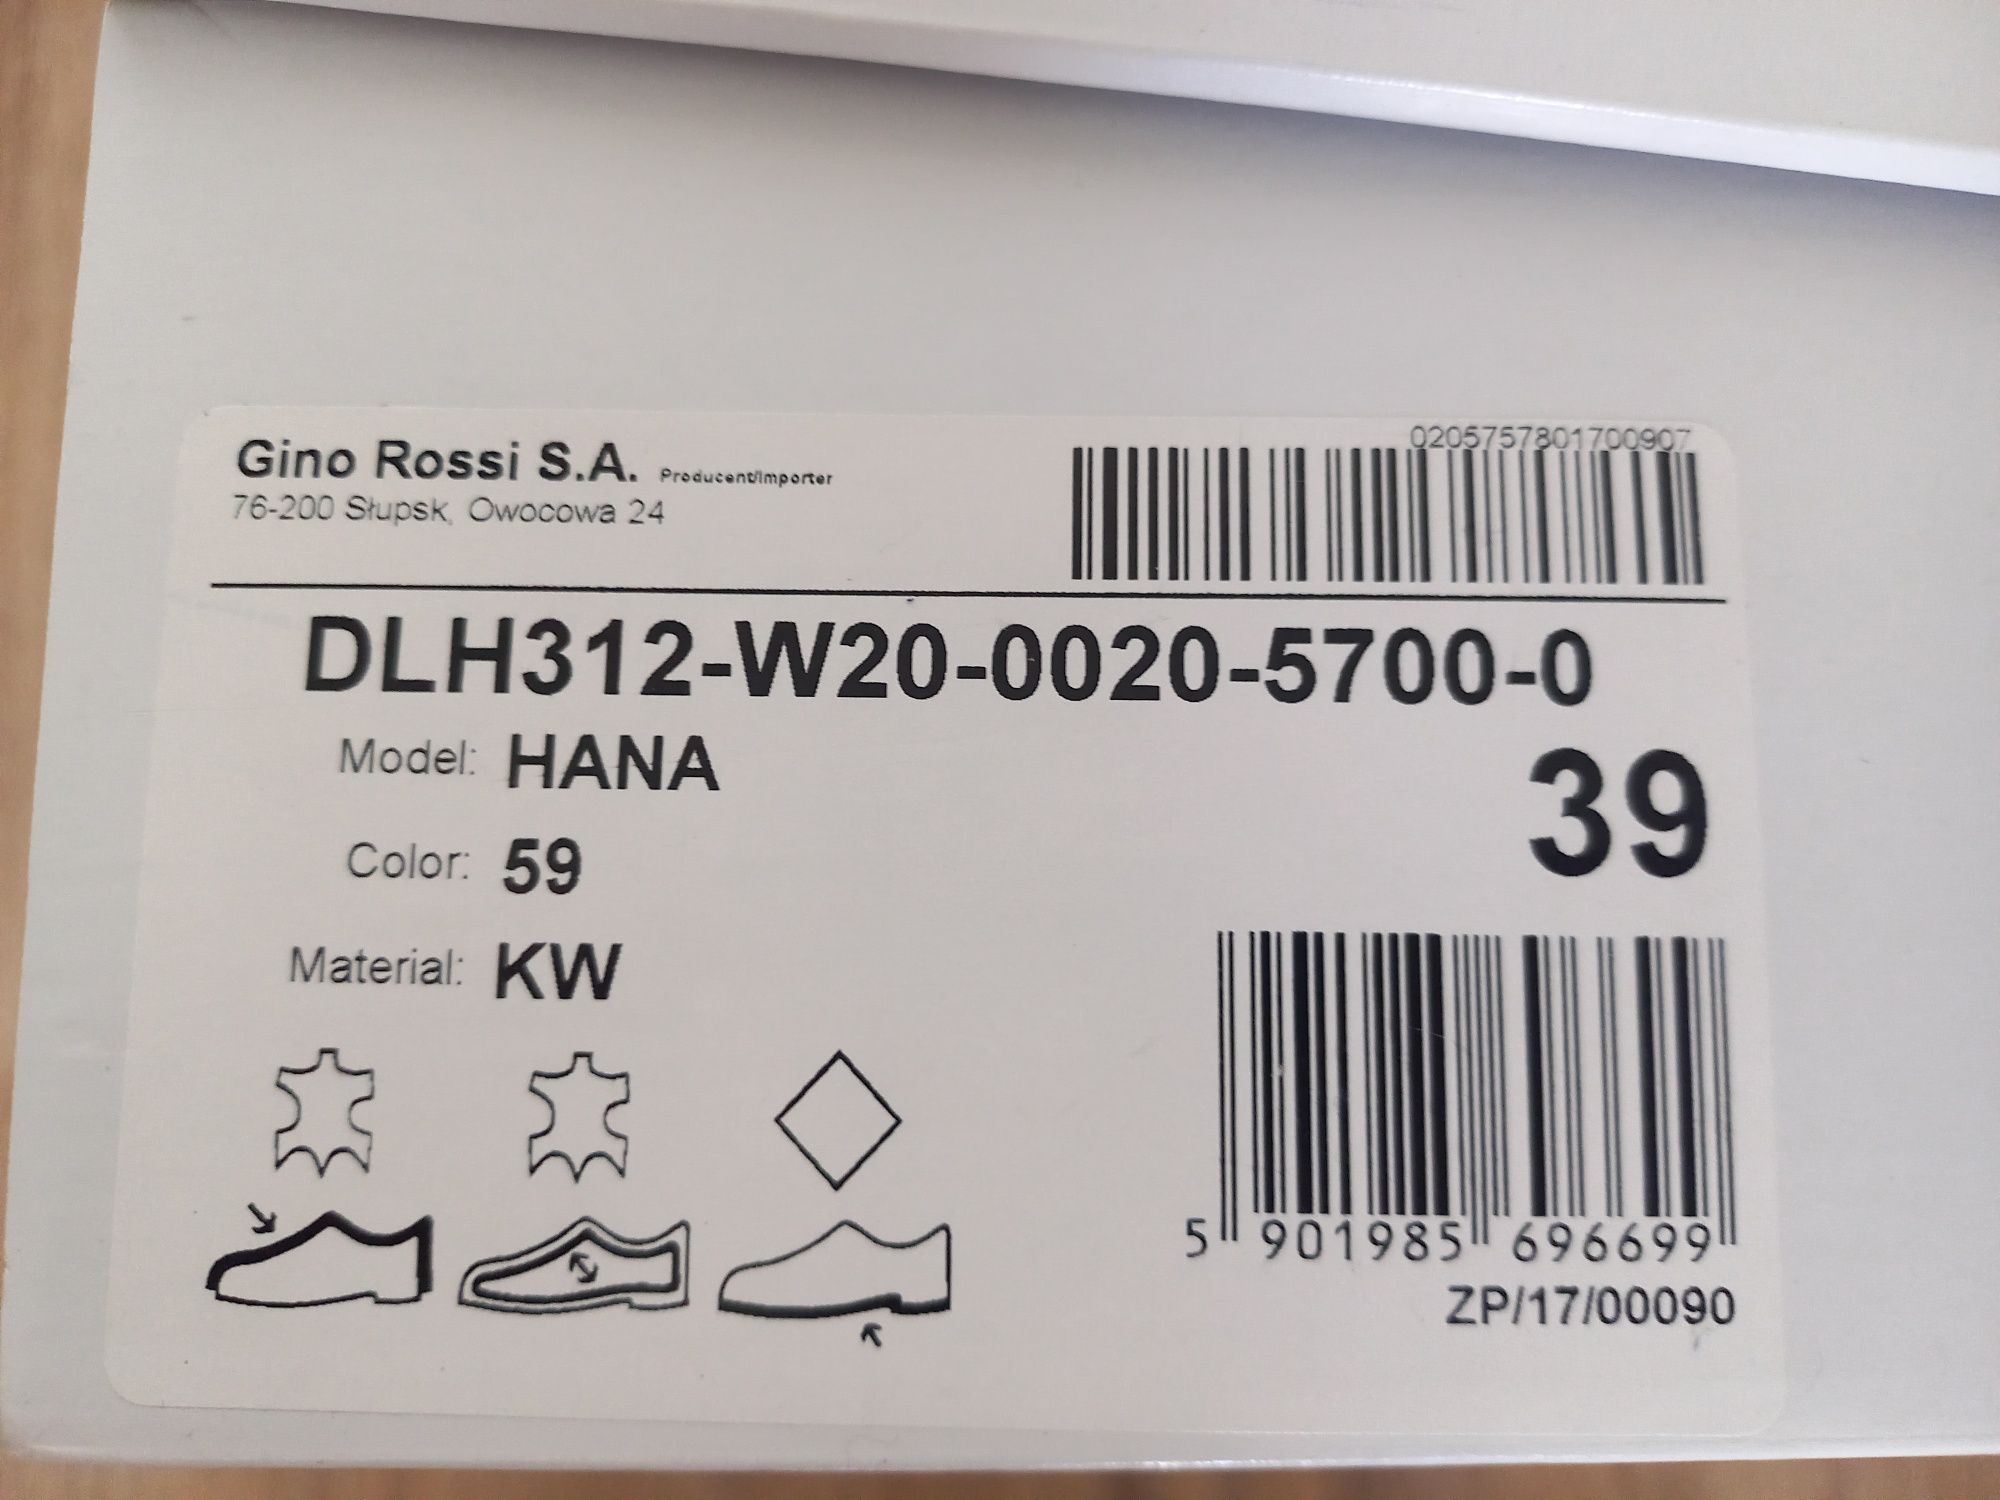 Gino Rossi S.A. Producent/Importer
76-200 Słupsk, Owocowa 24
0205757801700907
DLH312-W20-0020-5700-0
Model: HANA
39
Color: 59
Material: KW
5 901985 696699
ZP/17/00090